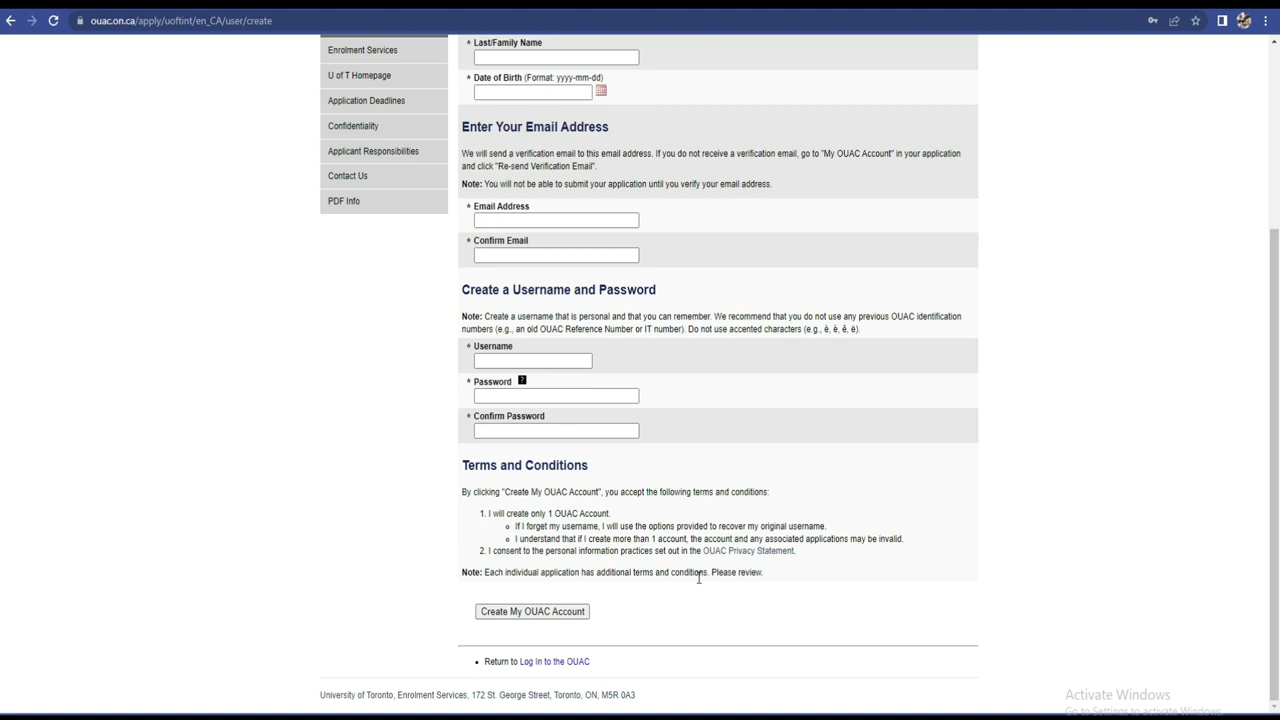 ouac.on.ca/apply/uoftint/en_CA/user/create
Enrolment Services
U of T Homepage
Application Deadlines
Confidentiality
Applicant Responsibilities
Contact Us
PDF Info
* Last/Family Name
* Date of Birth (Format: yyyy-mm-dd)
Enter Your Email Address
We will send a verification email to this email address. If you do not receive a verification email, go to "My OUAC Account" in your application
and click "Re-send Verification Email".
Note: You will not be able to submit your application until you verify your email address.
* Email Address
* Confirm Email
Create a Username and Password
Note: Create a username that is personal and that you can remember. We recommend that you do not use any previous OUAC identification
numbers (e.g., an old OUAC Reference Number or IT number). Do not use accented characters (e.g., é, è, ê, ë).
* Username
* Password ?
* Confirm Password
Terms and Conditions
By clicking "Create My OUAC Account", you accept the following terms and conditions:
1. I will create only 1 OUAC Account.
If I forget my username, I will use the options provided to recover my original username.
I understand that if I create more than 1 account, the account and any associated applications may be invalid.
2. I consent to the personal information practices set out in the OUAC Privacy Statement.
Note: Each individual application has additional terms and conditions. Please review.
Create My OUAC Account
Return to Log In to the OUAC
University of Toronto, Enrolment Services, 172 St. George Street, Toronto, ON, M5R 0A3
Activate Windows
Go to Settings to activate Windows.